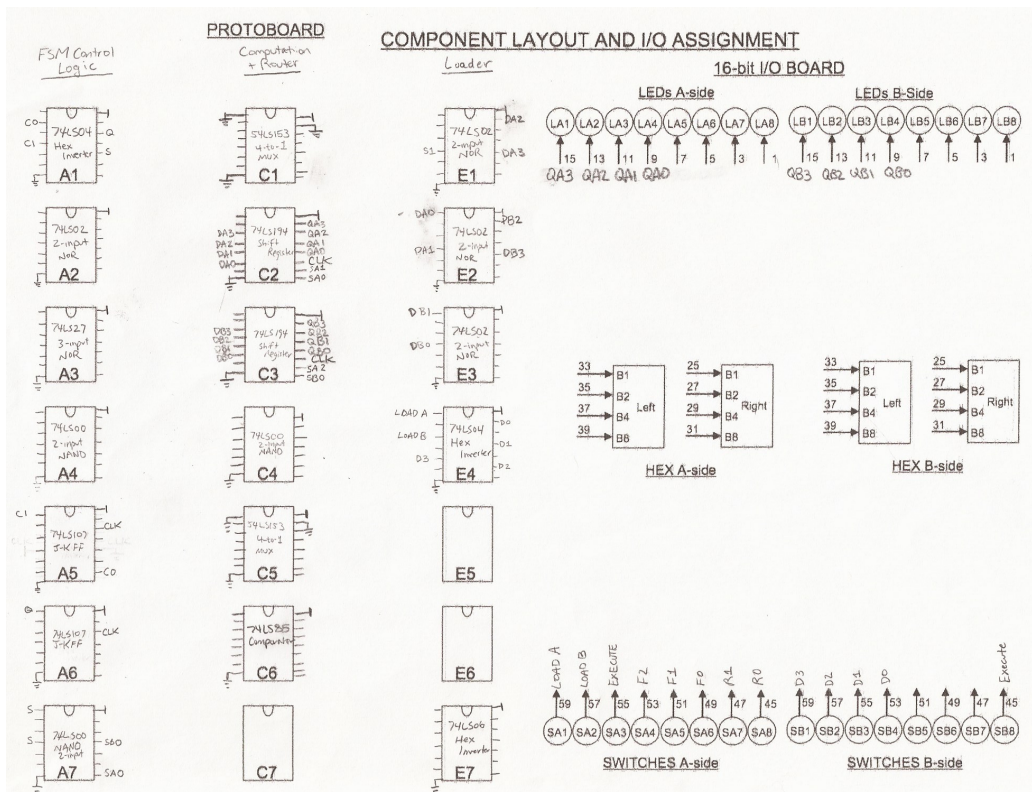 PROTOBOARD
COMPONENT LAYOUT AND I/O ASSIGNMENT
FSM Control
Logic
Computation
+ Router
Loader
16-bit I/O BOARD
LEDs A-side
LEDs B-Side
C0
C1
74LS04
Hex
Inverter
Q
S
A1
54LS153
4-to-1
MUX
C1
S1
74LS02
2-input
NOR
DA2
DA3
E1
LA1 LA2 LA3 LA4 LA5 LA6 LA7 LA8
15 13 11 9 7 5 3 1
QA3 QA2 QA1 QA0
LB1 LB2 LB3 LB4 LB5 LB6 LB7 LB8
15 13 11 9 7 5 3 1
QB3 QB2 QB1 QB0
74LS02
2-input
NOR
A2
DA3
DA2
DA1
DA0
74LS194
Shift
Register
QA3
QA2
QA1
QA0
CLK
SA1
SA0
C2
DA0
DA1
74LS02
2-input
NOR
DB2
DB3
E2
74LS27
3-input
NOR
A3
DB3
DB2
DB1
DB0
74LS194
Shift
Register
QB3
QB2
QB1
QB0
CLK
SA2
SB0
C3
DB1
DB0
74LS02
2-input
NOR
E3
33 B1
35 B2
37 B4
39 B8
Left
25 B1
27 B2
29 B4
31 B8
Right
HEX A-side
33 B1
35 B2
37 B4
39 B8
Left
25 B1
27 B2
29 B4
31 B8
Right
HEX B-side
74LS00
2-input
NAND
A4
74LS00
2-input
NAND
C4
LOAD A
LOAD B
D3
74LS04
Hex
Inverter
D0
D1
D2
E4
C1
74LS107
J-KFF
CLK
C0
A5
54LS153
4-to-1
MUX
C5
E5
Q
74LS107
J-KFF
CLK
A6
74LS85
Comparator
C6
E6
S
S
74LS00
NAND
2-input
SB0
SA0
A7
C7
74LS06
Hex
Inverter
E7
LOAD A
LOAD B
EXECUTE
F2
F1
F0
R1
R0
59 57 55 53 51 49 47 45
SA1 SA2 SA3 SA4 SA5 SA6 SA7 SA8
SWITCHES A-side
D3
D2
D1
D0
Execute
59 57 55 53 51 49 47 45
SB1 SB2 SB3 SB4 SB5 SB6 SB7 SB8
SWITCHES B-side